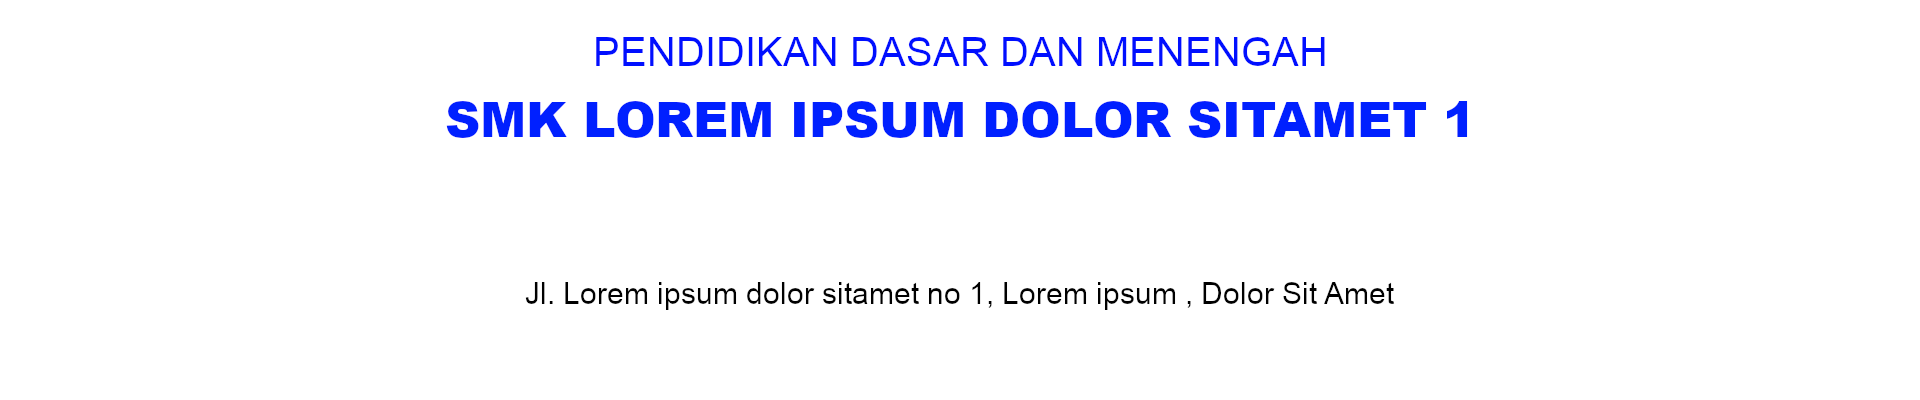 PENDIDIKAN DASAR DAN MENENGAH
SMK LOREM IPSUM DOLOR SITAMET 1
Jl. Lorem ipsum dolor sitamet no 1, Lorem ipsum , Dolor Sit Amet